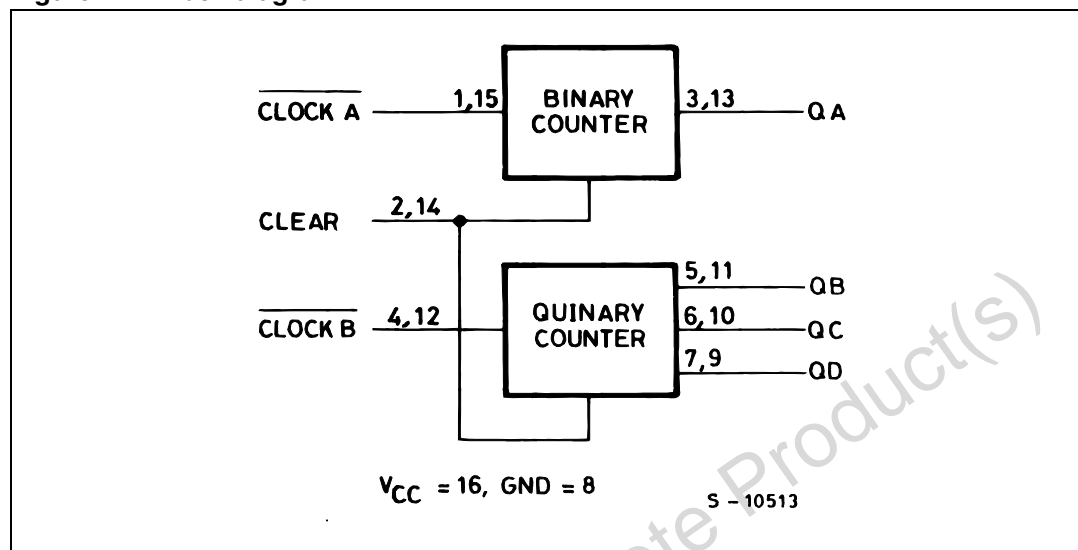 CLOCK A
1,15
BINARY
COUNTER
3,13
QA
CLEAR
2,14
CLOCK B
4,12
QUINARY
COUNTER
5,11
QB
6,10
QC
7,9
QD
VCC = 16, GND = 8
S - 10513
Product(s)